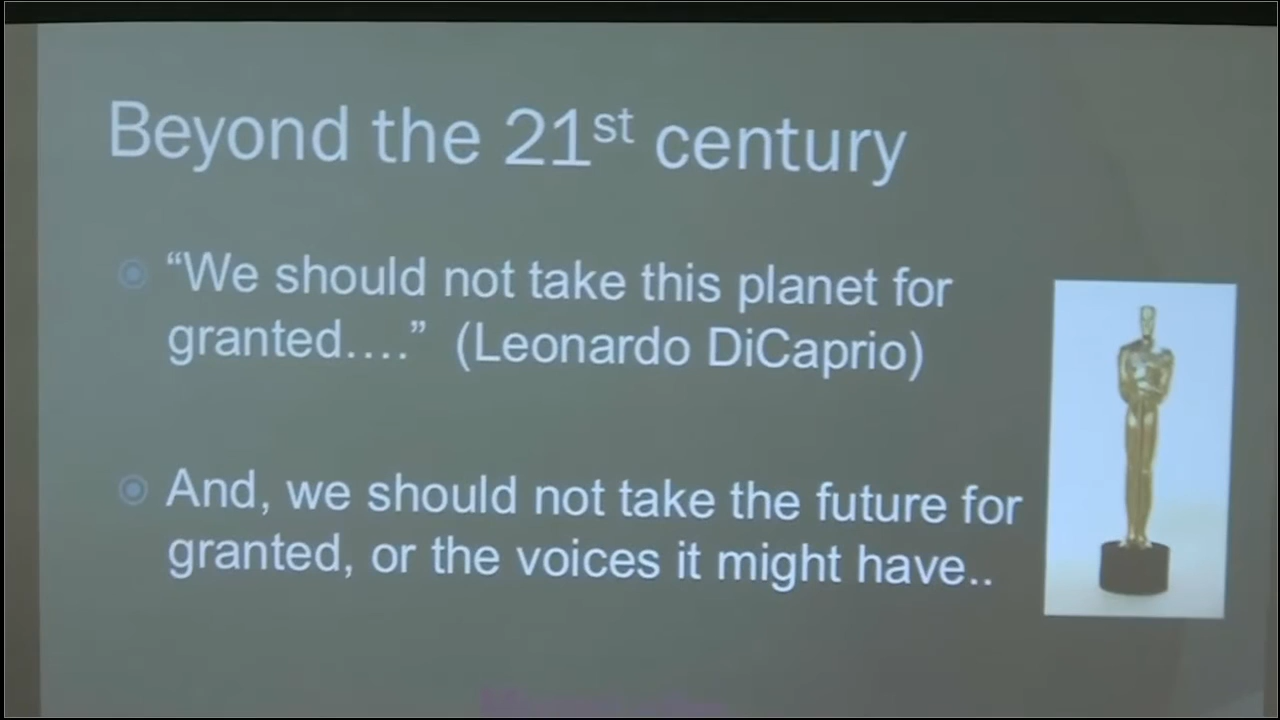 Beyond the 21st century
“We should not take this planet for
granted....” (Leonardo DiCaprio)
And, we should not take the future for
granted, or the voices it might have..